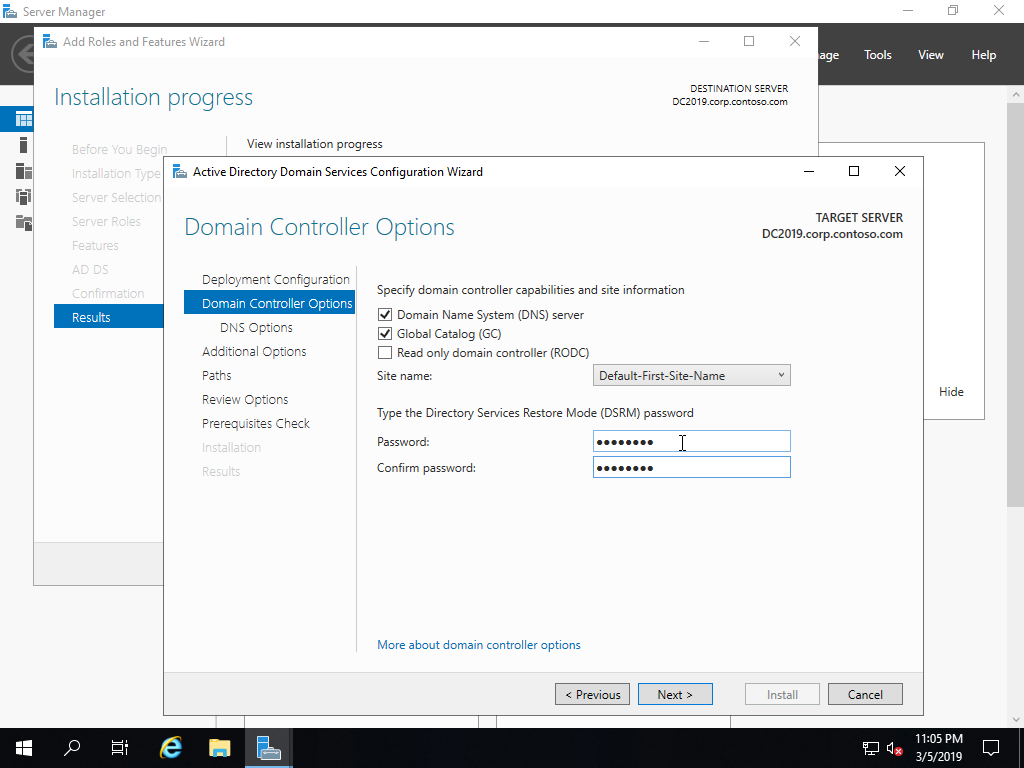 Server Manager
Add Roles and Features Wizard
Tools View Help
Installation progress
DESTINATION SERVER
DC2019.corp.contoso.com
Before You Begin
Installation Type
Server Selection
Server Roles
Features
AD DS
Confirmation
Results
View installation progress
Active Directory Domain Services Configuration Wizard
Domain Controller Options
TARGET SERVER
DC2019.corp.contoso.com
Deployment Configuration
Domain Controller Options
DNS Options
Additional Options
Paths
Review Options
Prerequisites Check
Installation
Results
Specify domain controller capabilities and site information
Domain Name System (DNS) server
Global Catalog (GC)
Read only domain controller (RODC)
Site name: Default-First-Site-Name
Type the Directory Services Restore Mode (DSRM) password
Password: ●●●●●●●●
Confirm password: ●●●●●●●●
More about domain controller options
< Previous Next > Install Cancel
Hide
11:05 PM
3/5/2019